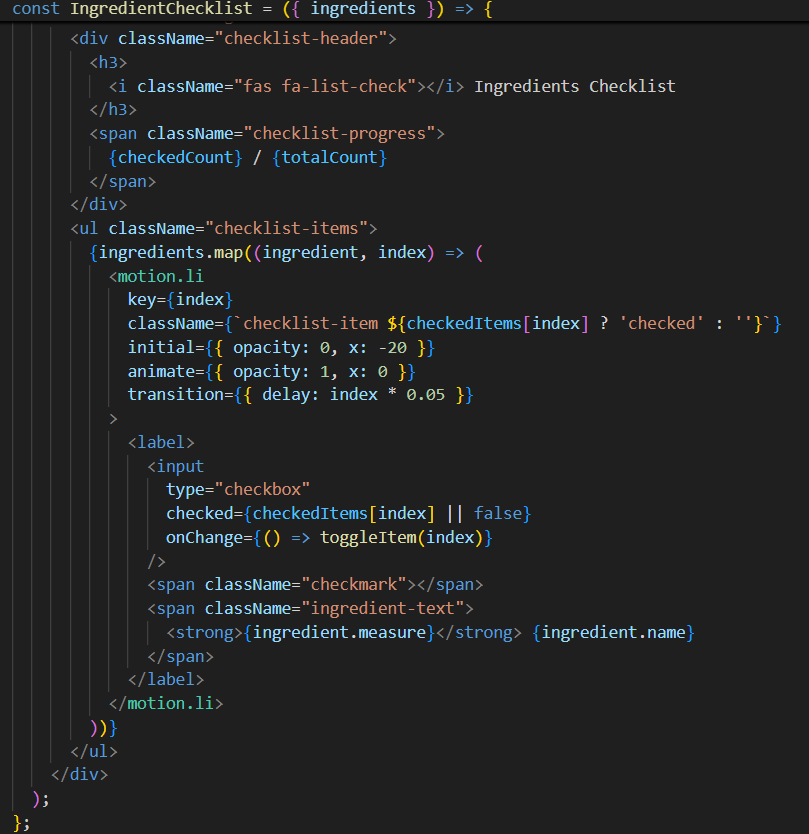 const IngredientChecklist = ({ ingredients }) => {
<div className="checklist-header">
<h3>
<i className="fas fa-list-check"></i> Ingredients Checklist
</h3>
<span className="checklist-progress">
{checkedCount} / {totalCount}
</span>
</div>
<ul className="checklist-items">
{ingredients.map((ingredient, index) => (
<motion.li
key={index}
className={`checklist-item ${checkedItems[index] ? 'checked' : ''}`}
initial={{ opacity: 0, x: -20 }}
animate={{ opacity: 1, x: 0 }}
transition={{ delay: index * 0.05 }}
>
<label>
<input
type="checkbox"
checked={checkedItems[index] || false}
onChange={() => toggleItem(index)}
/>
<span className="checkmark"></span>
<span className="ingredient-text">
<strong>{ingredient.measure}</strong> {ingredient.name}
</span>
</label>
</motion.li>
))}
</ul>
</div>
);
};